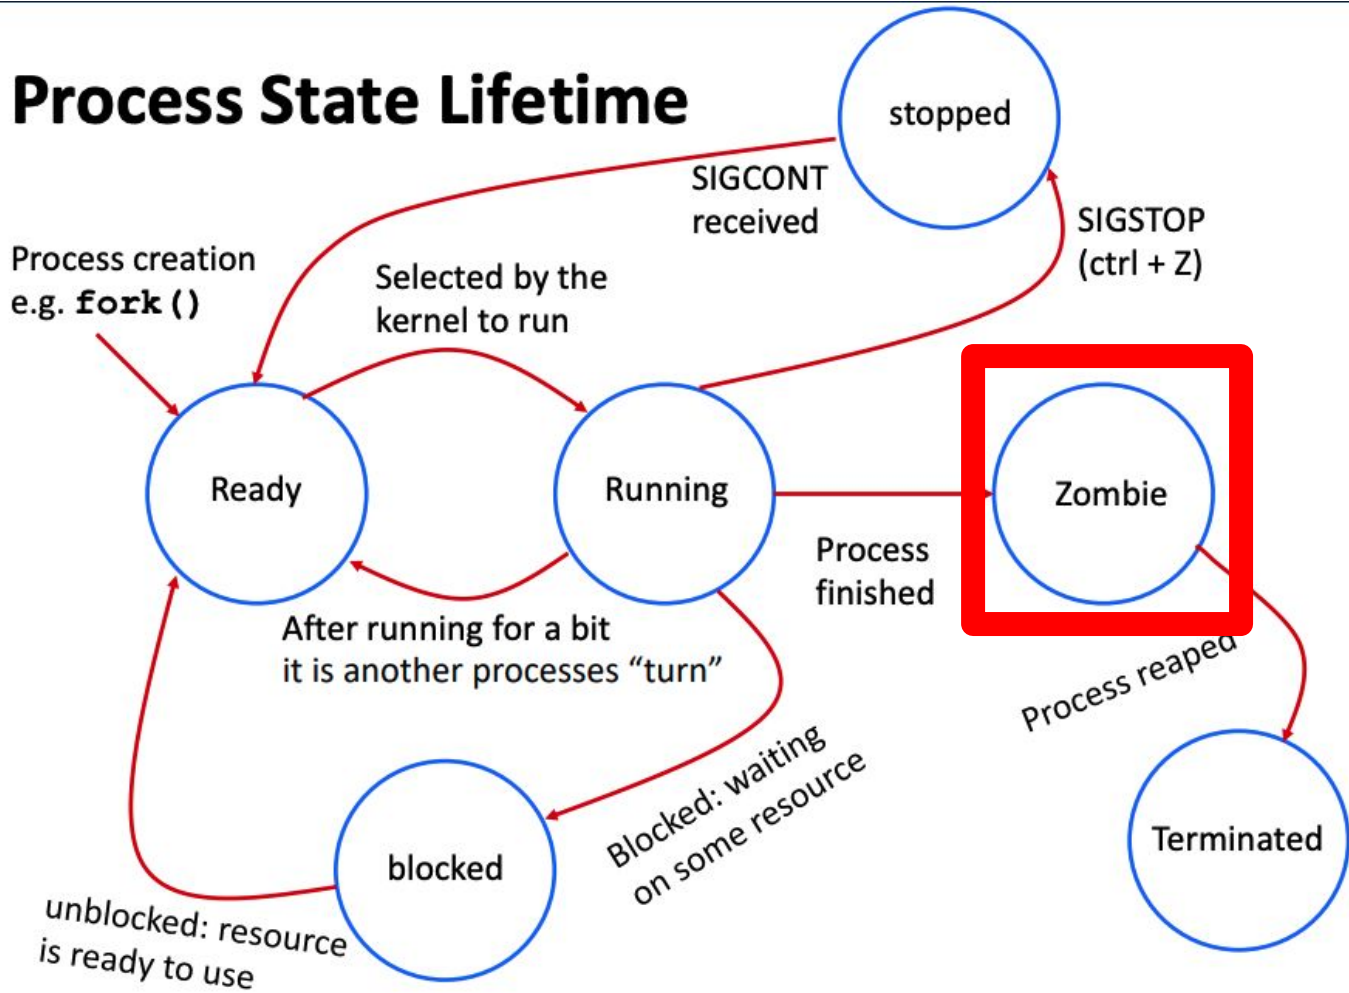 Process State Lifetime
stopped
SIGCONT
received
SIGSTOP
(ctrl + Z)
Process creation
e.g. fork()
Selected by the
kernel to run
Ready
Running
Zombie
Process
finished
After running for a bit
it is another processes “turn”
Process reaped
Blocked: waiting
on some resource
Terminated
blocked
unblocked: resource
is ready to use